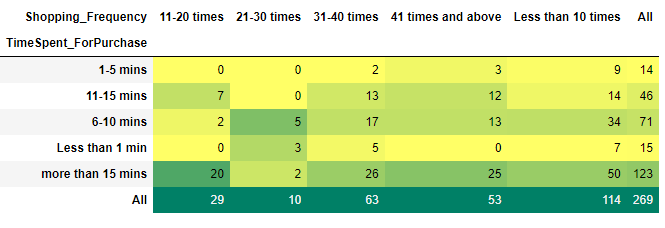 Shopping_Frequency 11-20 times 21-30 times 31-40 times 41 times and above Less than 10 times All
TimeSpent_ForPurchase
1-5 mins 0 0 2 3 9 14
11-15 mins 7 0 13 12 14 46
6-10 mins 2 5 17 13 34 71
Less than 1 min 0 3 5 0 7 15
more than 15 mins 20 2 26 25 50 123
All 29 10 63 53 114 269